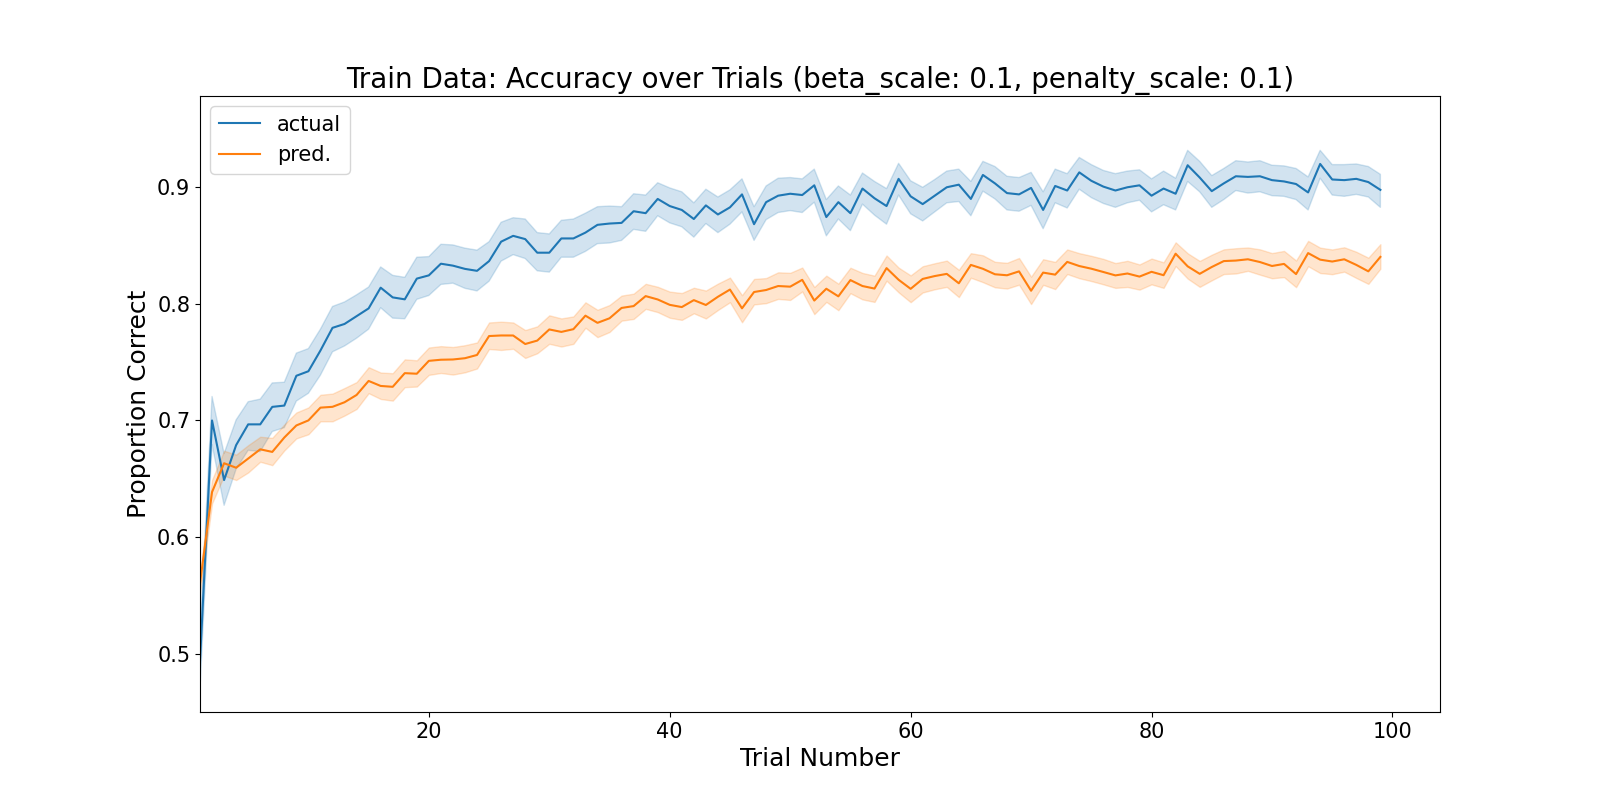 Train Data: Accuracy over Trials (beta_scale: 0.1, penalty_scale: 0.1)
actual
pred.
Proportion Correct
0.9
0.8
0.7
0.6
0.5
20 40 60 80 100
Trial Number